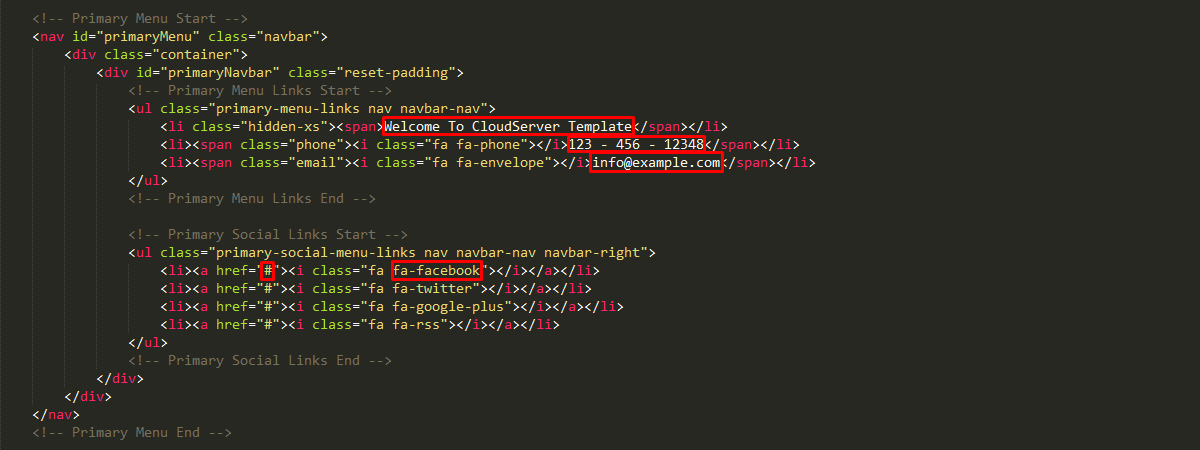 <!-- Primary Menu Start -->
<nav id="primaryMenu" class="navbar">
<div class="container">
<div id="primaryNavbar" class="reset-padding">
<!-- Primary Menu Links Start -->
<ul class="primary-menu-links nav navbar-nav">
<li class="hidden-xs"><span>Welcome To CloudServer Template</span></li>
<li><span class="phone"><i class="fa fa-phone"></i>123 - 456 - 12348</span></li>
<li><span class="email"><i class="fa fa-envelope"></i>info@example.com</span></li>
</ul>
<!-- Primary Menu Links End -->
<!-- Primary Social Links Start -->
<ul class="primary-social-menu-links nav navbar-nav navbar-right">
<li><a href="#"><i class="fa fa-facebook"></i></a></li>
<li><a href="#"><i class="fa fa-twitter"></i></a></li>
<li><a href="#"><i class="fa fa-google-plus"></i></a></li>
<li><a href="#"><i class="fa fa-rss"></i></a></li>
</ul>
<!-- Primary Social Links End -->
</div>
</div>
</nav>
<!-- Primary Menu End -->